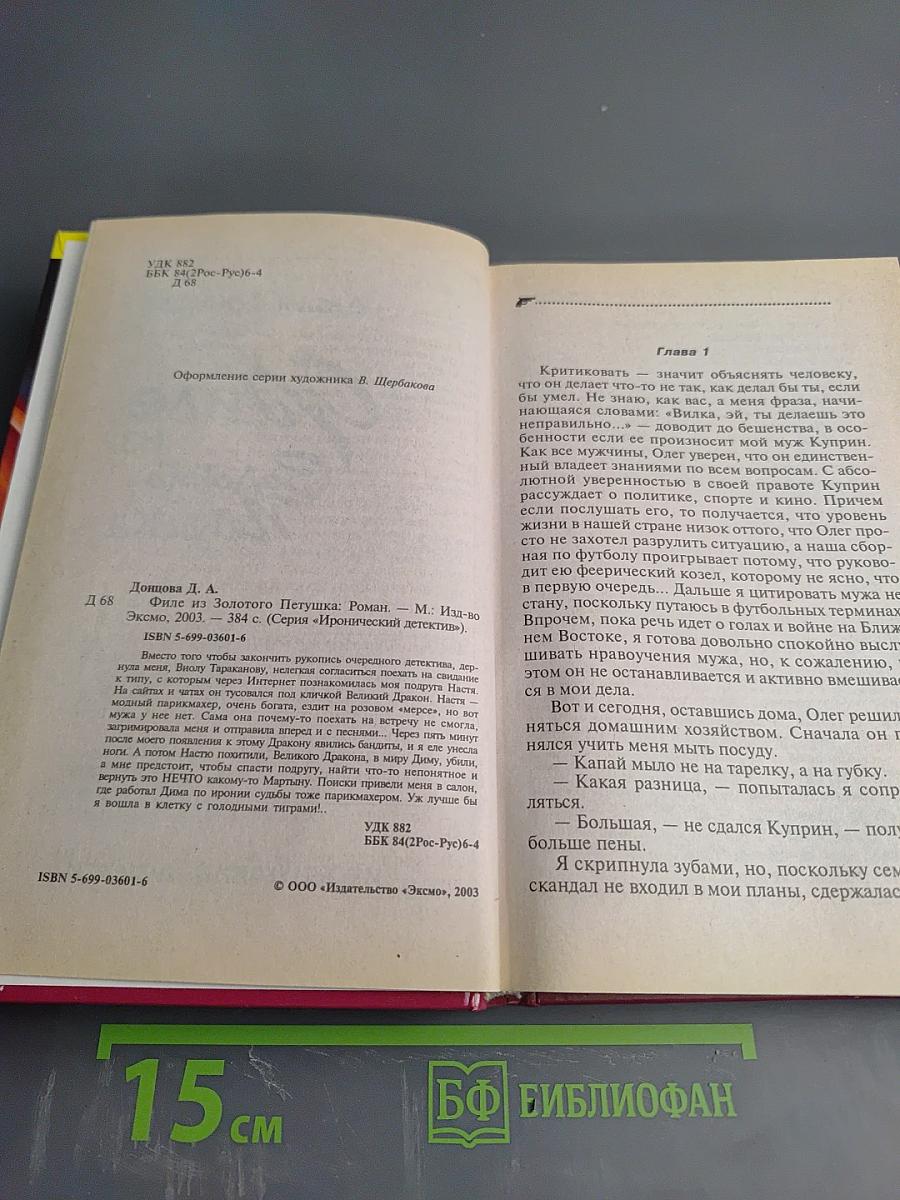 УДК 882
ББК 84(2Рос-Рус)6-4
Д 68
Оформление серии художника В. Щербакова
Донцова Д. А.
Д 68 Филе из Золотого Петушка: Роман. — М.: Изд-во
Эксмо, 2003. — 384 с. (Серия «Иронический детектив»).
ISBN 5-699-03601-6
Вместо того чтобы закончить рукопись очередного детектива, дер-
нула меня, Виолу Тараканову, нелегкая согласиться поехать на свидание
к типу, с которым через Интернет познакомилась моя подруга Настя.
На сайтах и чатах он тусовался под кличкой Великий Дракон. Настя —
модный парикмахер, очень богата, ездит на розовом «мерсе», но вот
мужа у нее нет. Сама она почему-то поехать на встречу не смогла,
загримировала меня и отправила вперед и с песнями... Через пять минут
после моего появления к этому Дракону явились бандиты, и я еле унесла
ноги. А потом Настю похитили, Великого Дракона, в миру Диму, убили,
а мне предстоит, чтобы спасти подругу, найти что-то непонятное и
вернуть это НЕЧТО какому-то Мартыну. Поиски привели меня в салон,
где работал Дима по иронии судьбы тоже парикмахером. Уж лучше бы
я вошла в клетку с голодными тиграми!..
УДК 882
ББК 84(2Рос-Рус)6-4
ISBN 5-699-03601-6
© ООО «Издательство «Эксмо», 2003
Глава 1
Критиковать — значит объяснять человеку,
что он делает что-то не так, как делал бы ты, если
бы умел. Не знаю, как вас, а меня фраза, начи-
нающаяся словами: «Вилка, эй, ты делаешь это
неправильно...» — доводит до бешенства, в осо-
бенности если ее произносит мой муж Куприн.
Как все мужчины, Олег уверен, что он единствен-
ный владеет знаниями по всем вопросам. С абсо-
лютной уверенностью в своей правоте Куприн
рассуждает о политике, спорте и кино. Причем
если послушать его, то получается, что уровень
жизни в нашей стране низок оттого, что Олег про-
сто не захотел разрулить ситуацию, а наша сбор-
ная по футболу проигрывает потому, что руково-
дит ею феерический козел, которому не ясно, что
в первую очередь... Дальше я цитировать мужа не
стану, поскольку путаюсь в футбольных терминах
Впрочем, пока речь идет о голах и войне на Ближ
нем Востоке, я готова довольно спокойно выслу
шивать нравоучения мужа, но, к сожалению,
этом он не останавливается и активно вмешивае
ся в мои дела.
Вот и сегодня, оставшись дома, Олег решил
няться домашним хозяйством. Сначала он п
нялся учить меня мыть посуду.
— Капай мыло не на тарелку, а на губку.
— Какая разница, — попыталась я сопр
ляться.
— Большая, — не сдался Куприн, — полу
больше пены.
Я скрипнула зубами, но, поскольку сем
скандал не входил в мои планы, сдержалас
15 см
БФ БИБЛИОФАН